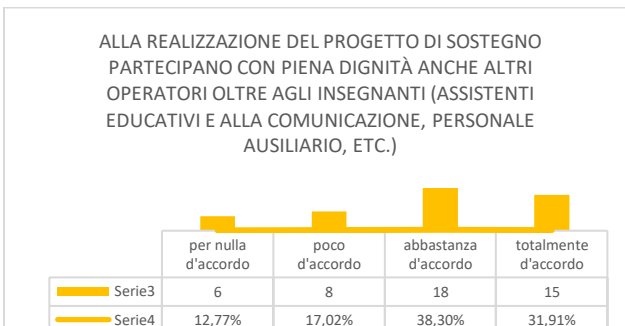 ALLA REALIZZAZIONE DEL PROGETTO DI SOSTEGNO
PARTECIPANO CON PIENA DIGNITÀ ANCHE ALTRI
OPERATORI OLTRE AGLI INSEGNANTI (ASSISTENTI
EDUCATIVI E ALLA COMUNICAZIONE, PERSONALE
AUSILIARIO, ETC.)
per nulla poco abbastanza totalmente
d'accordo d'accordo d'accordo d'accordo
Serie3 6 8 18 15
Serie4 12,77% 17,02% 38,30% 31,91%